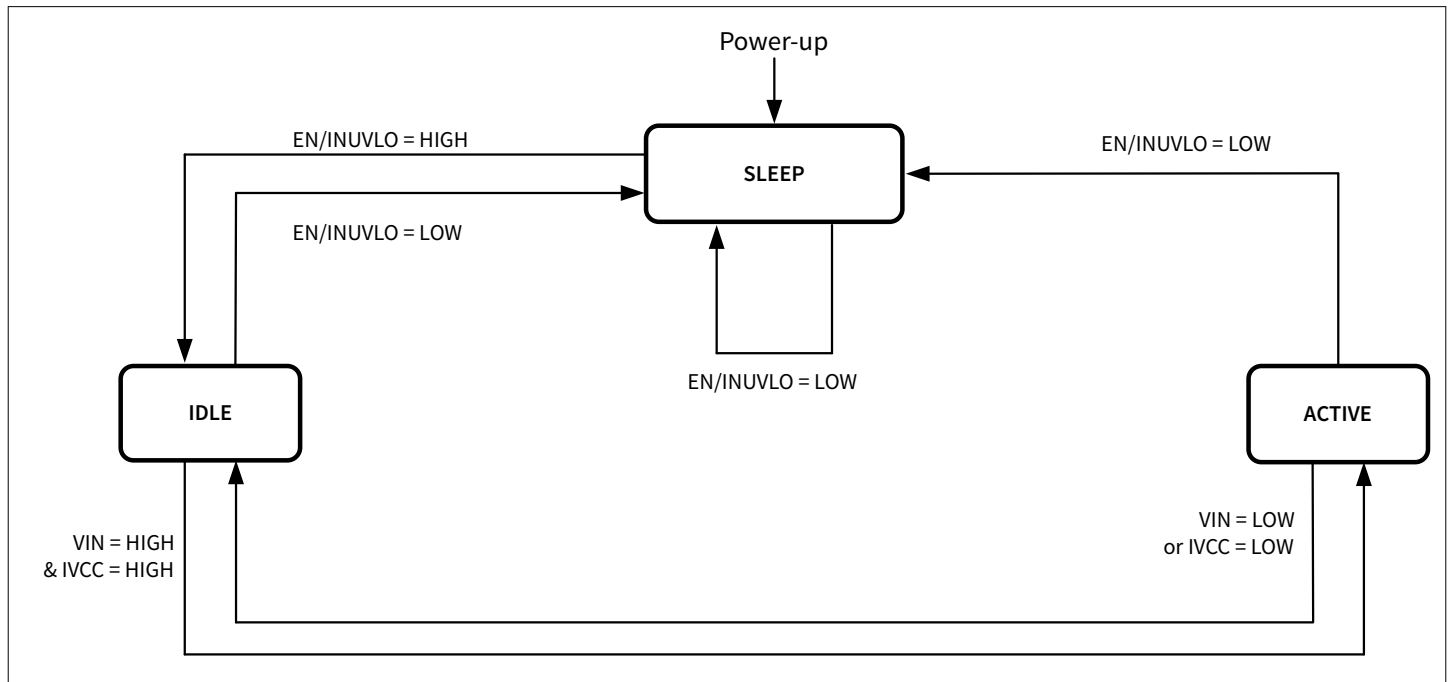 Power-up
EN/INUVLO = HIGH
EN/INUVLO = LOW
SLEEP
EN/INUVLO = LOW
EN/INUVLO = LOW
IDLE
ACTIVE
VIN = HIGH
& IVCC = HIGH
VIN = LOW
or IVCC = LOW